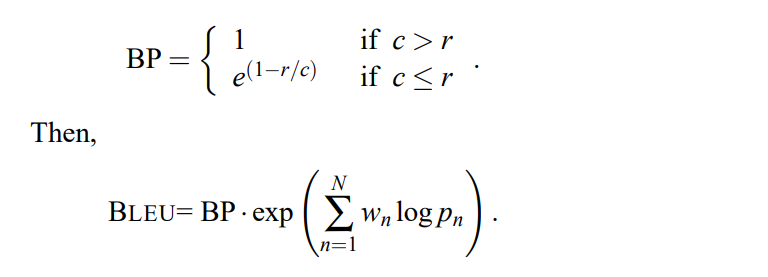 BP = { 1 if c > r
e^(1−r/c) if c ≤ r .
Then,
BLEU= BP · exp ( ∑_{n=1}^{N} w_n log p_n ) .